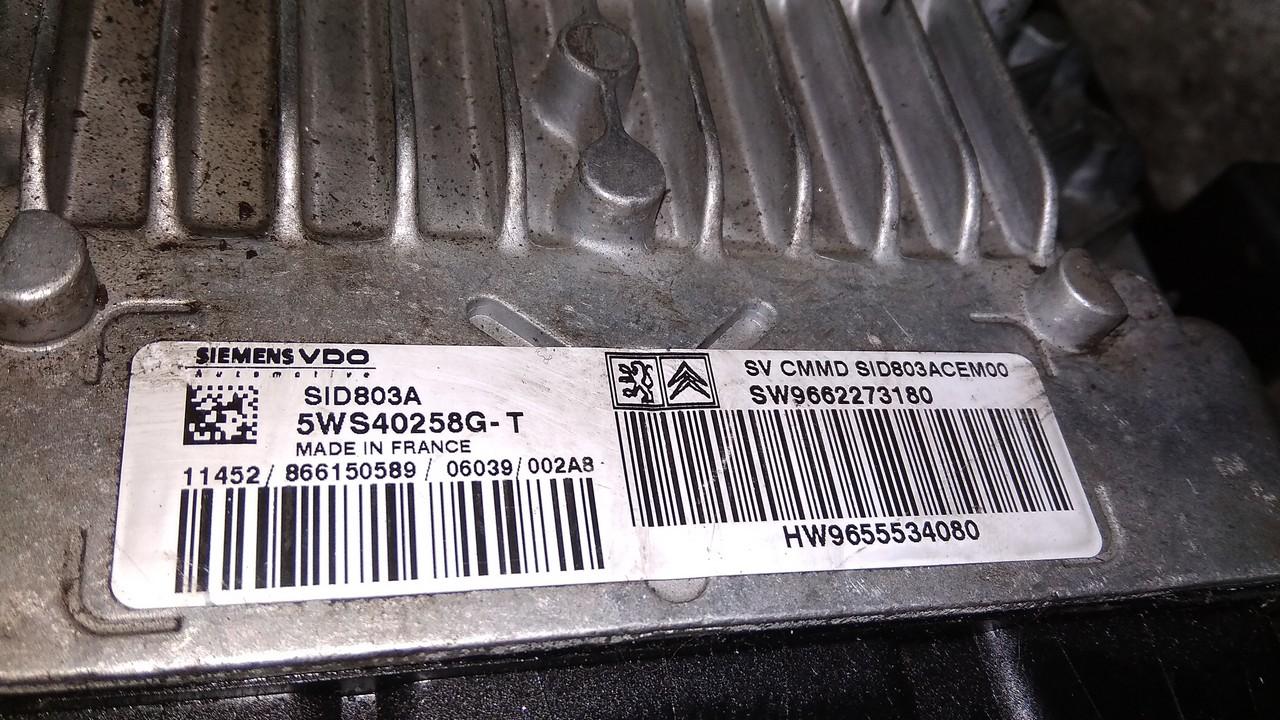 SIEMENS VDO
Automotive
SID803A
5WS40258G-T
MADE IN FRANCE
11452/866150589/06039/002A8
SV CMMD SID803ACEM00
SW9662273180
HW9655534080